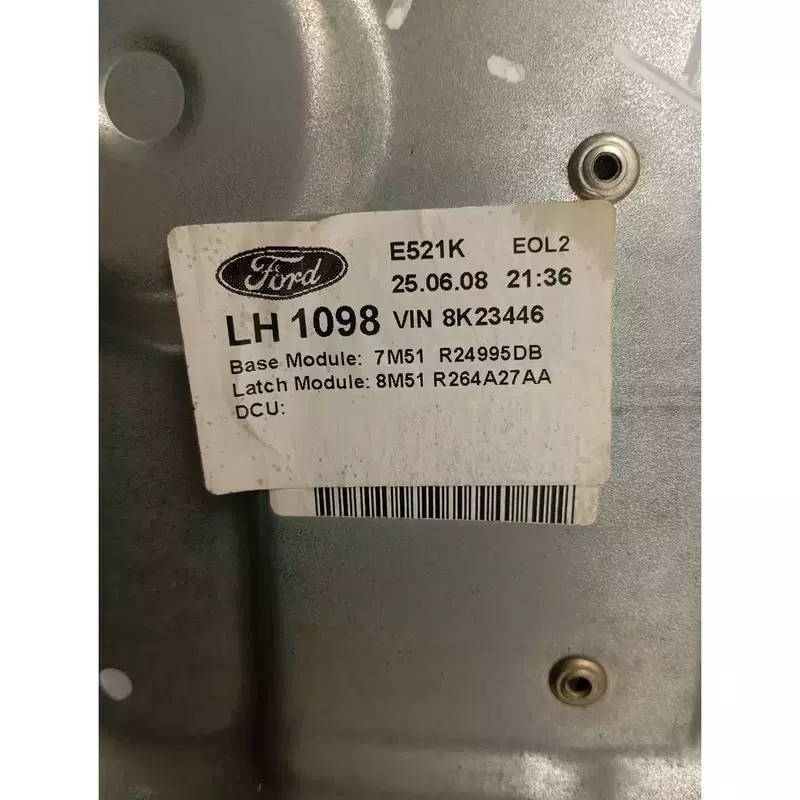 Ford
E521K EOL2
25.06.08 21:36
LH 1098 VIN 8K23446
Base Module: 7M51 R24995DB
Latch Module: 8M51 R264A27AA
DCU: